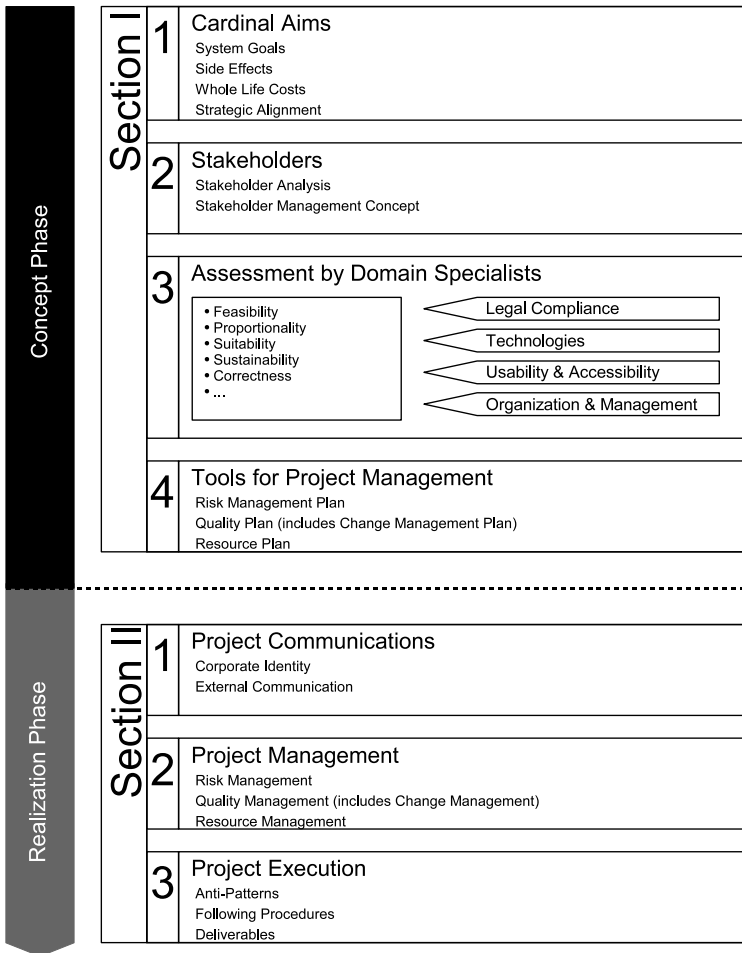 Concept Phase
Section I
1
Cardinal Aims
System Goals
Side Effects
Whole Life Costs
Strategic Alignment
2
Stakeholders
Stakeholder Analysis
Stakeholder Management Concept
3
Assessment by Domain Specialists
• Feasibility
• Proportionality
• Suitability
• Sustainability
• Correctness
• ...
Legal Compliance
Technologies
Usability & Accessibility
Organization & Management
4
Tools for Project Management
Risk Management Plan
Quality Plan (includes Change Management Plan)
Resource Plan
Realization Phase
Section II
1
Project Communications
Corporate Identity
External Communication
2
Project Management
Risk Management
Quality Management (includes Change Management)
Resource Management
3
Project Execution
Anti-Patterns
Following Procedures
Deliverables